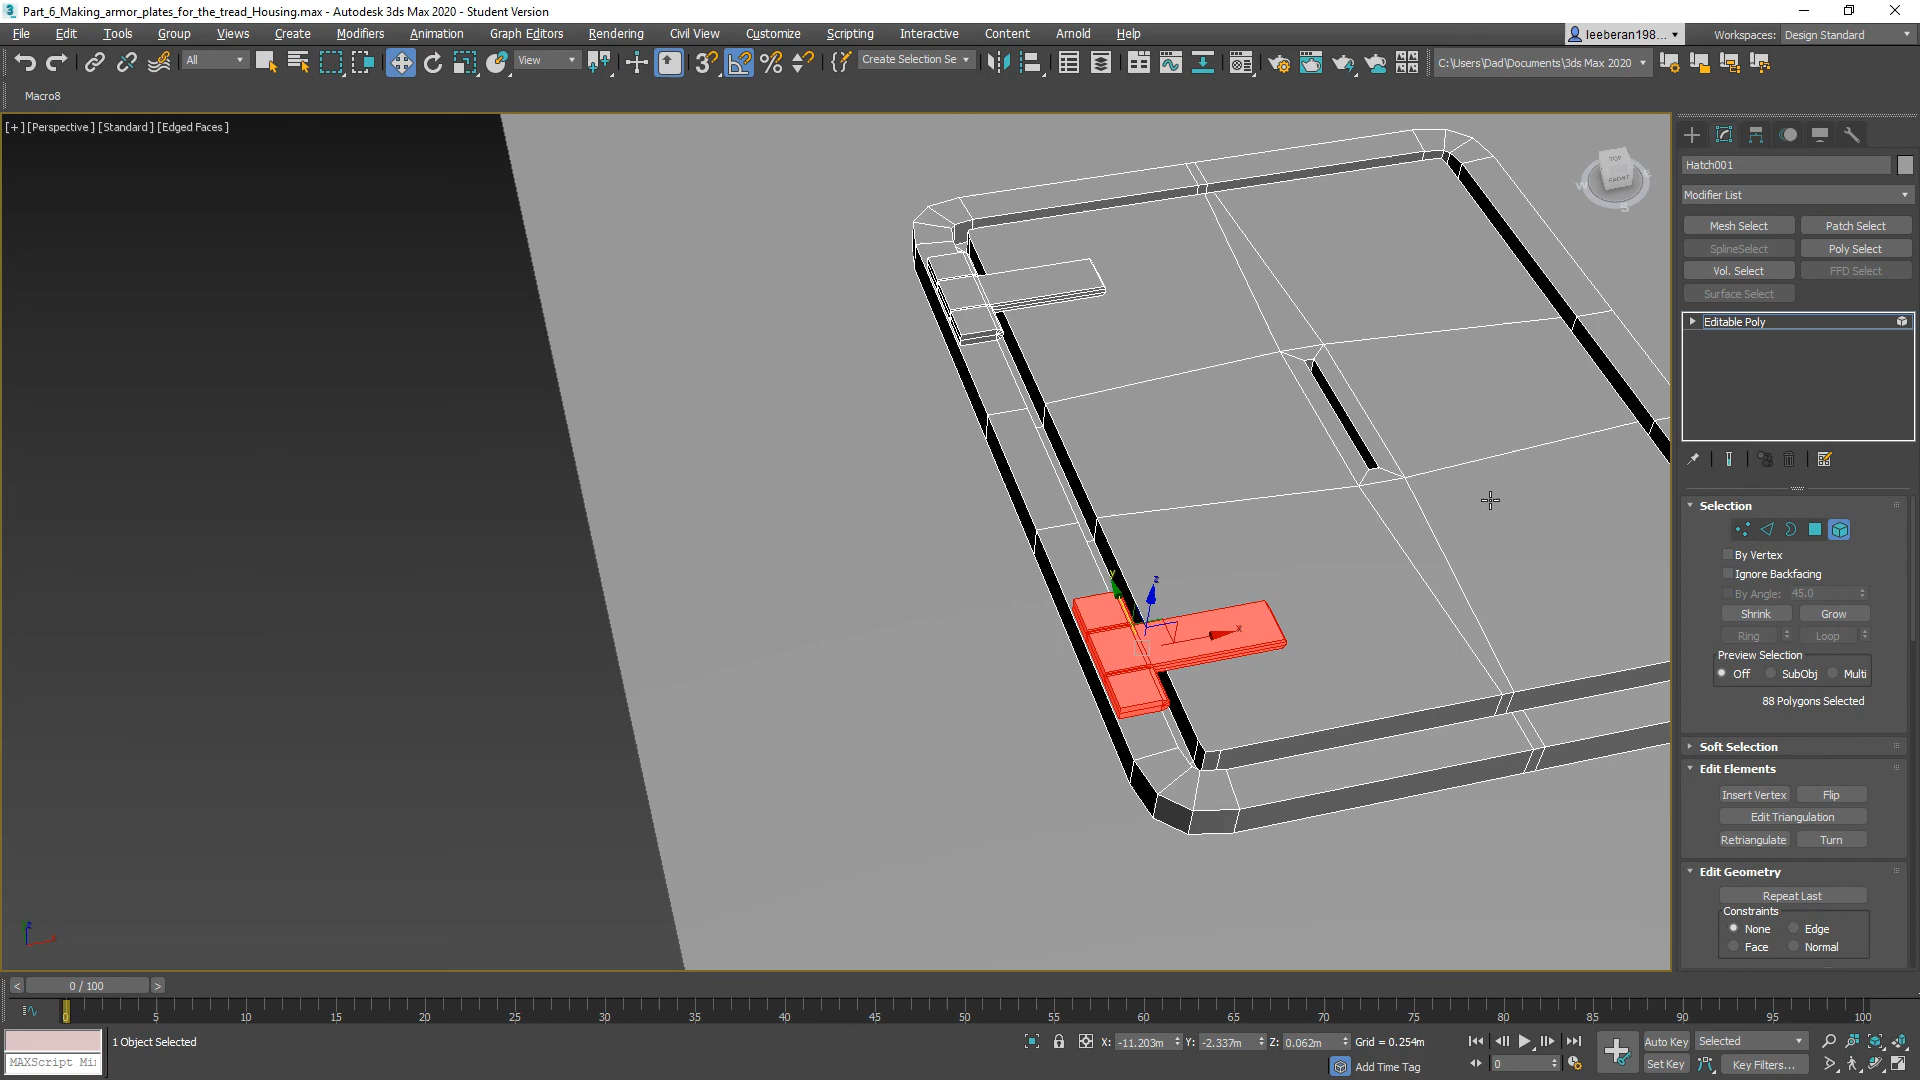 Part_6_Making_armor_plates_for_the_tread_Housing.max - Autodesk 3ds Max 2020 - Student Version
File Edit Tools Group Views Create Modifiers Animation Graph Editors Rendering Civil View Customize Scripting Interactive Content Arnold Help
leeberan198... Workspaces: Design Standard
All View Create Selection Se C:\Users\Dad\Documents\3ds Max 2020
Macro8
[+] [Perspective] [Standard] [Edged Faces]
TOP
FRONT
W
S
Hatch001
Modifier List
Mesh Select Patch Select
SplineSelect Poly Select
Vol. Select FFD Select
Surface Select
Editable Poly
Selection
By Vertex
Ignore Backfacing
By Angle: 45.0
Shrink Grow
Ring Loop
Preview Selection
Off SubObj Multi
88 Polygons Selected
Soft Selection
Edit Elements
Insert Vertex Flip
Edit Triangulation
Retriangulate Turn
Edit Geometry
Repeat Last
Constraints
None Edge
Face Normal
y z
x
z
x
< 0 / 100 >
0 5 10 15 20 25 30 35 40 45 50 55 60 65 70 75 80 85 90 95 100
1 Object Selected X: -11.203m Y: -2.337m Z: 0.062m Grid = 0.254m Auto Key Selected
MAXScript Mi Add Time Tag 0 Set Key Key Filters...